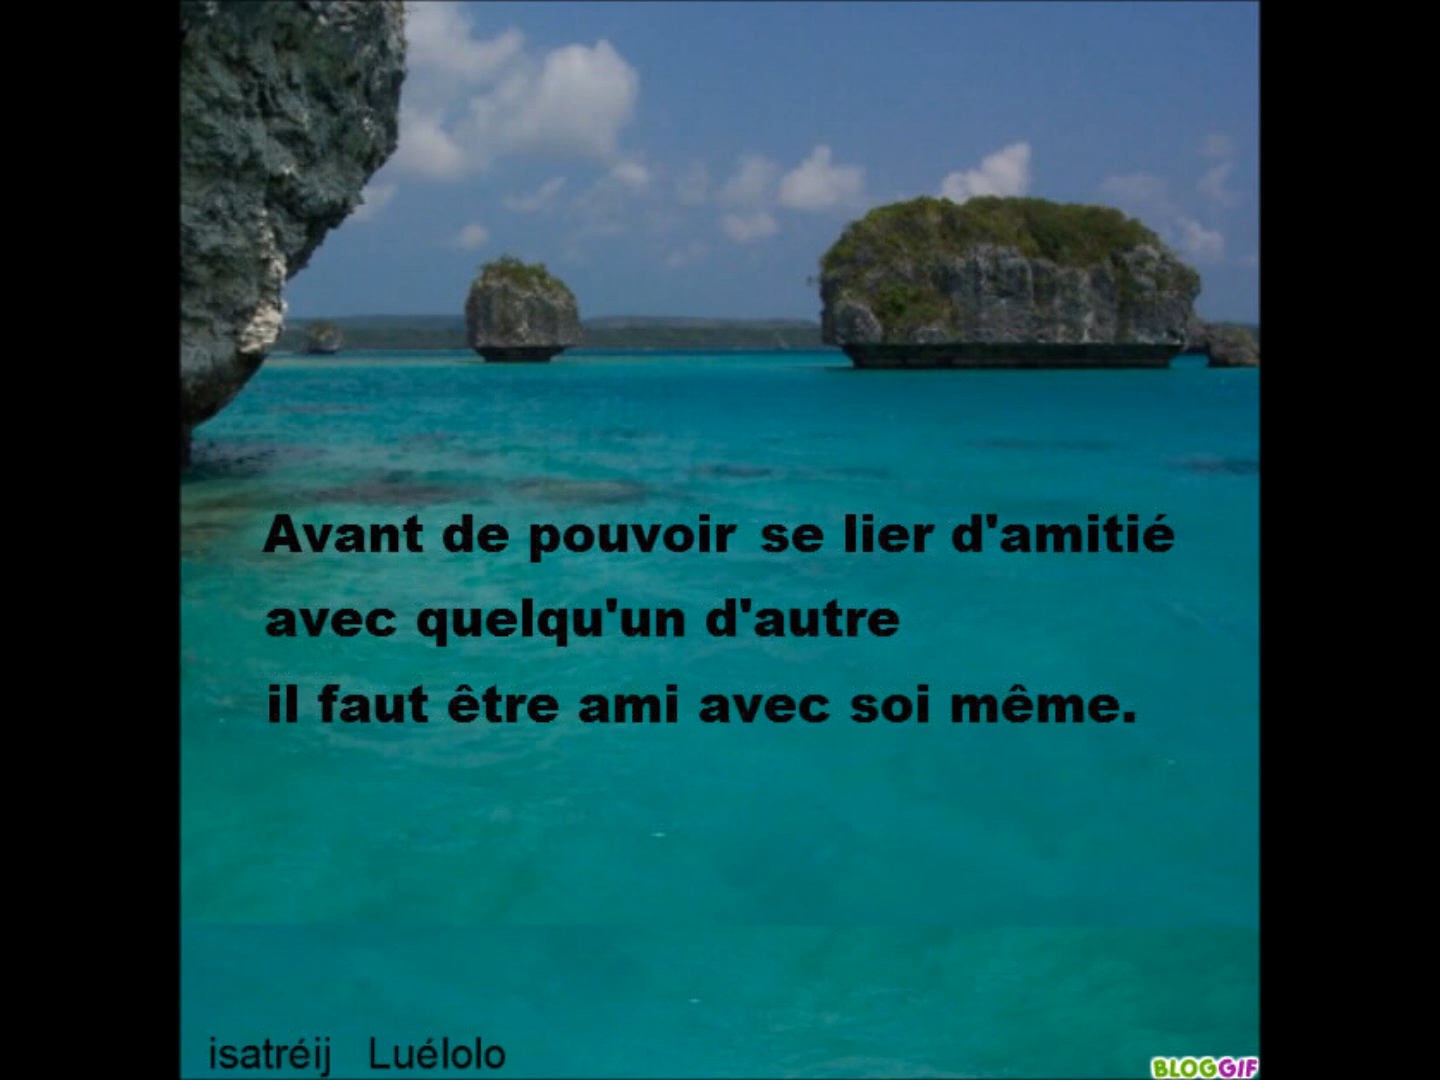 Avant de pouvoir se lier d'amitié
avec quelqu'un d'autre
il faut être ami avec soi même.
isatréij Luélolo
BLOGGIF